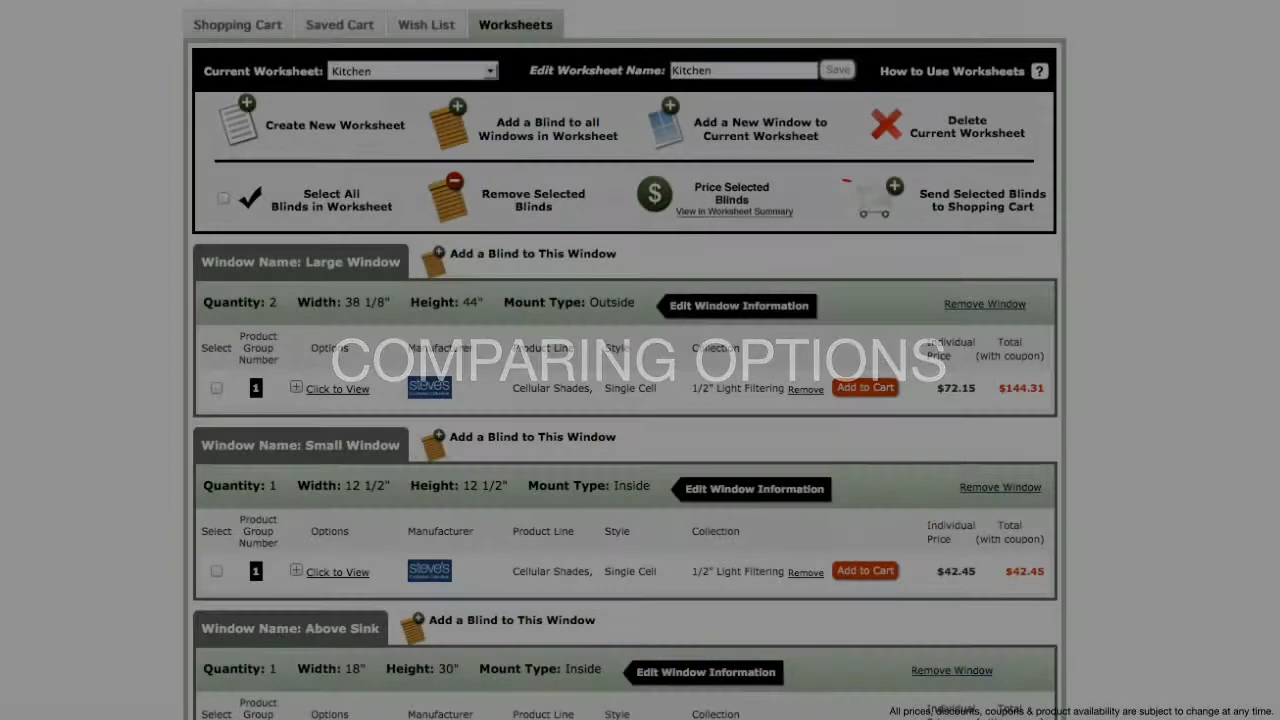 Shopping Cart Saved Cart Wish List Worksheets
Current Worksheet: Kitchen Edit Worksheet Name: Kitchen Save How to Use Worksheets ?
Create New Worksheet
Add a Blind to all
Windows in Worksheet
Add a New Window to
Current Worksheet
Delete
Current Worksheet
Select All
Blinds in Worksheet
Remove Selected
Blinds
$
Price Selected
Blinds
View in Worksheet Summary
Send Selected Blinds
to Shopping Cart
Window Name: Large Window Add a Blind to This Window
Quantity: 2 Width: 38 1/8" Height: 44" Mount Type: Outside Edit Window Information Remove Window
Select Product Group Number Options Manufacturer Product Line Style Collection Individual Price Total (with coupon)
COMPARING OPTIONS
1 Click to View steve's Cellular Shades, Single Cell 1/2" Light Filtering Remove Add to Cart $72.15 $144.31
Window Name: Small Window Add a Blind to This Window
Quantity: 1 Width: 12 1/2" Height: 12 1/2" Mount Type: Inside Edit Window Information Remove Window
Select Product Group Number Options Manufacturer Product Line Style Collection Individual Price Total (with coupon)
1 Click to View steve's Cellular Shades, Single Cell 1/2" Light Filtering Remove Add to Cart $42.45 $42.45
Window Name: Above Sink Add a Blind to This Window
Quantity: 1 Width: 18" Height: 30" Mount Type: Inside Edit Window Information Remove Window
Select Product Group Number Options Manufacturer Product Line Style Collection Individual Total
All prices, discounts, coupons & product availability are subject to change at any time.